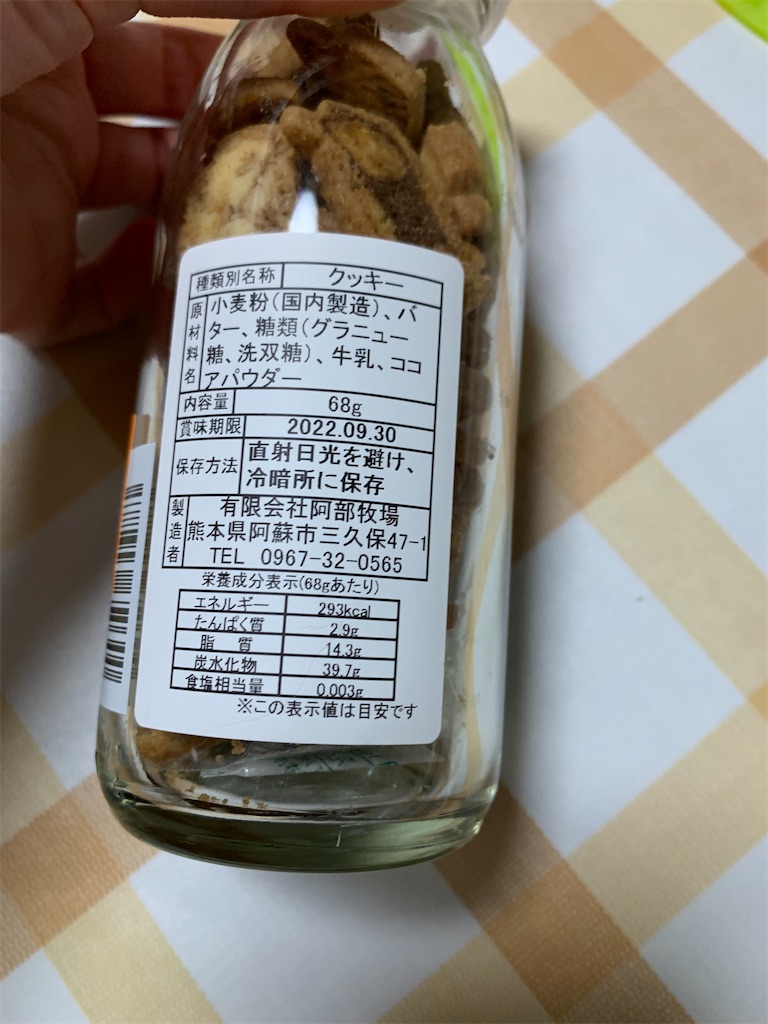 種類別名称 クッキー
原材料名 小麦粉(国内製造)、バ
ター、糖類(グラニュー
糖、洗双糖)、牛乳、ココ
アパウダー
内容量 68g
賞味期限 2022.09.30
保存方法 直射日光を避け、
冷暗所に保存
製造者 有限会社阿部牧場
熊本県阿蘇市三久保47-1
TEL 0967-32-0565
栄養成分表示(68gあたり)
エネルギー 293kcal
たんぱく質 2.9g
脂 質 14.3g
炭水化物 39.7g
食塩相当量 0.003g
※この表示値は目安です